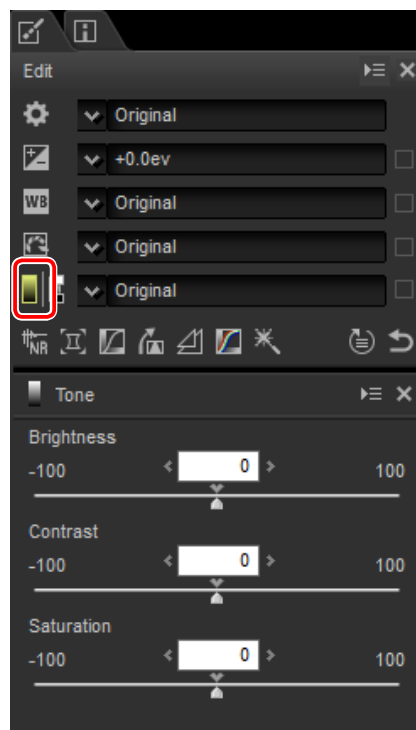 Edit
Original
+0.0ev
WB Original
Original
Original
NR
Tone
Brightness
-100 0 100
Contrast
-100 0 100
Saturation
-100 0 100